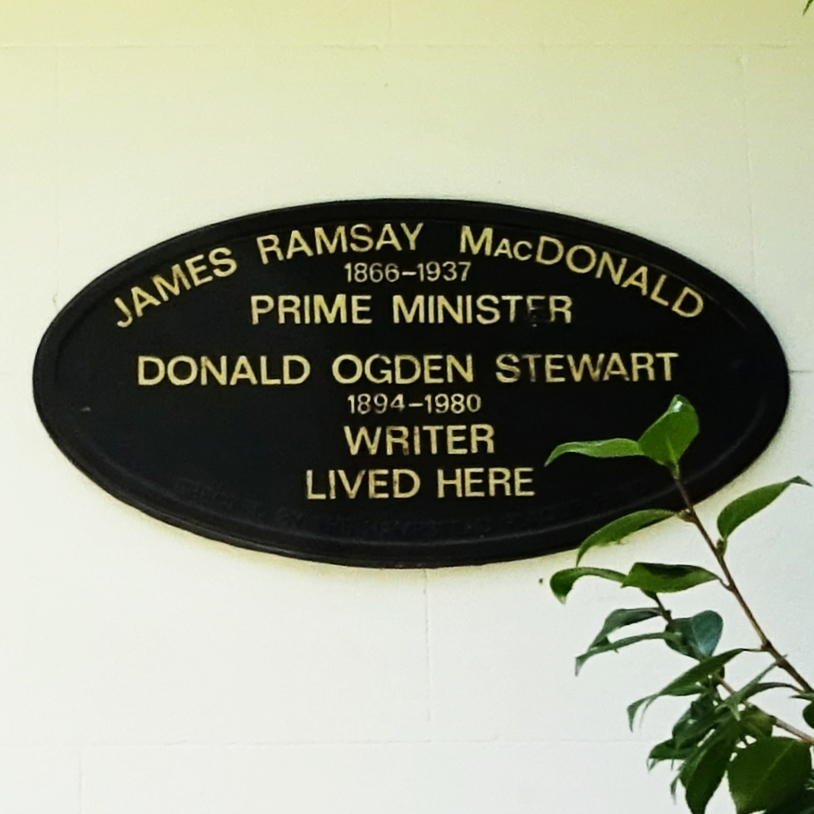 JAMES RAMSAY MACDONALD
1866–1937
PRIME MINISTER
DONALD OGDEN STEWART
1894–1980
WRITER
LIVED HERE